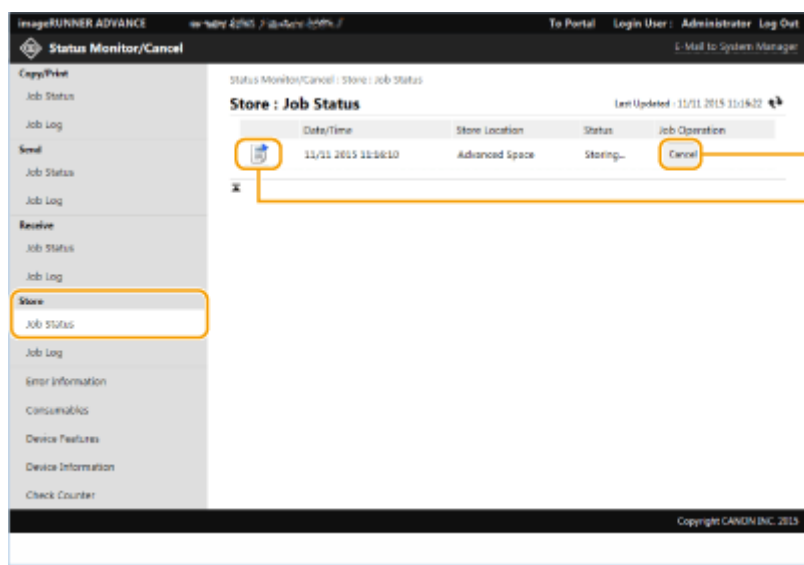 imageRUNNER ADVANCE
To Portal Login User : Administrator Log Out
Status Monitor/Cancel
E-Mail to System Manager
Copy/Print
Job Status
Job Log
Send
Job Status
Job Log
Receive
Job Status
Job Log
Store
Job Status
Job Log
Error Information
Consumables
Device Features
Device Information
Check Counter
Status Monitor/Cancel : Store : Job Status
Store : Job Status
Last Updated : 11/11 2015 11:16:22
Date/Time Store Location Status Job Operation
11/11 2015 11:16:10 Advanced Space Storing... Cancel
Copyright CANON INC. 2015